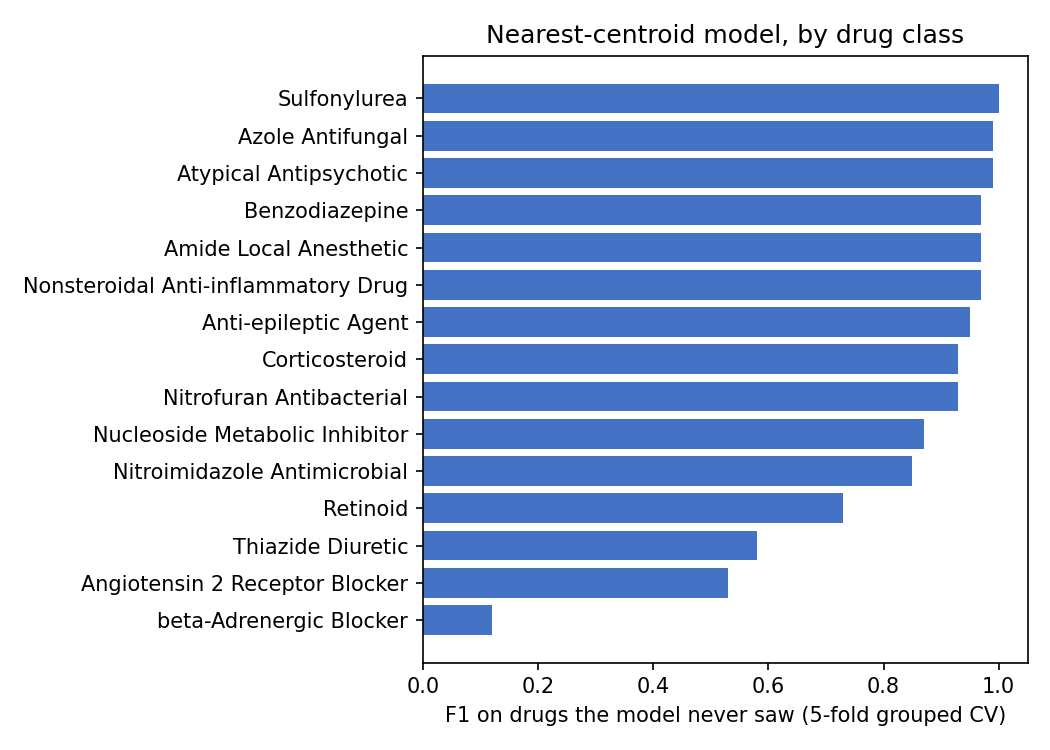 Nearest-centroid model, by drug class
Sulfonylurea
Azole Antifungal
Atypical Antipsychotic
Benzodiazepine
Amide Local Anesthetic
Nonsteroidal Anti-inflammatory Drug
Anti-epileptic Agent
Corticosteroid
Nitrofuran Antibacterial
Nucleoside Metabolic Inhibitor
Nitroimidazole Antimicrobial
Retinoid
Thiazide Diuretic
Angiotensin 2 Receptor Blocker
beta-Adrenergic Blocker
0.0 0.2 0.4 0.6 0.8 1.0
F1 on drugs the model never saw (5-fold grouped CV)